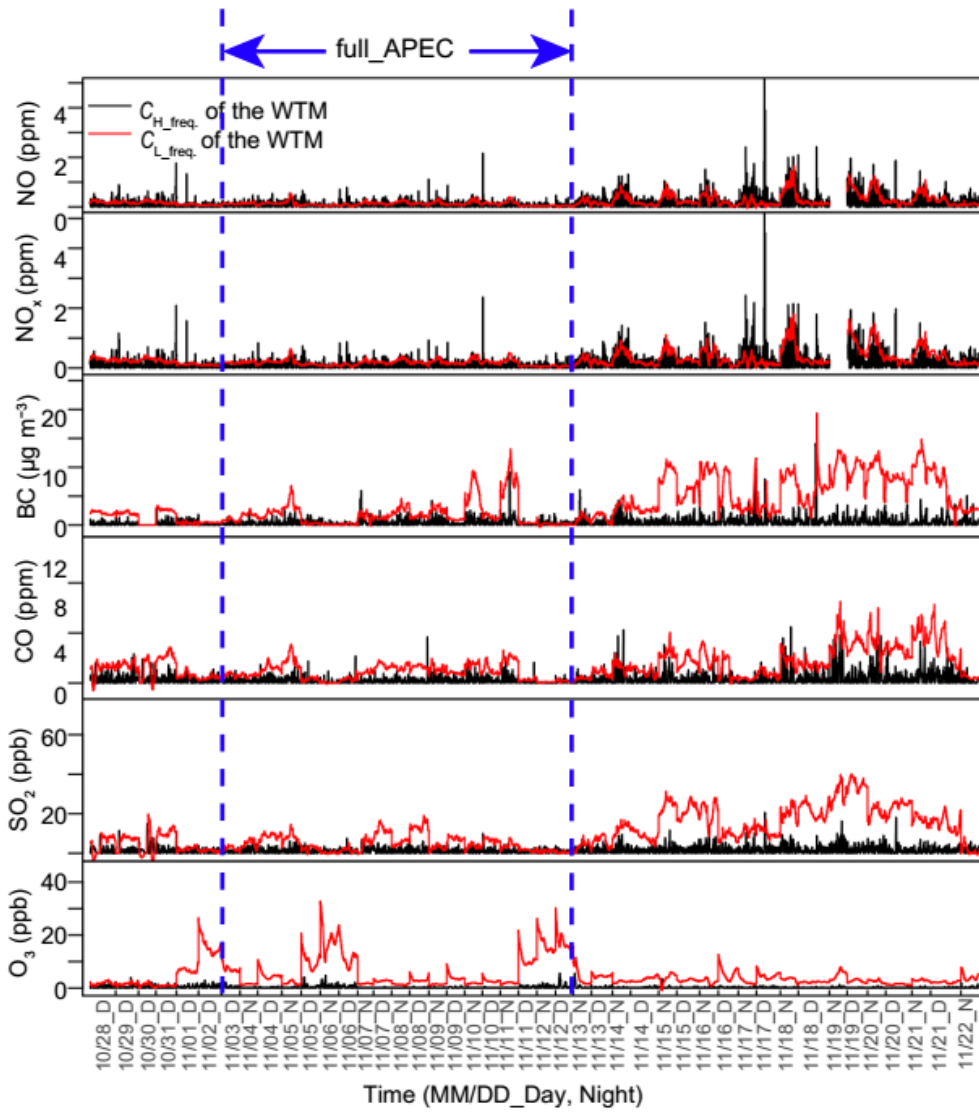 full_APEC
C_H_freq. of the WTM
C_L_freq. of the WTM
NO (ppm)
4
2
0
NOₓ (ppm)
4
2
0
BC (µg m⁻³)
20
10
0
CO (ppm)
12
8
4
0
SO₂ (ppb)
60
20
O₃ (ppb)
40
20
0
10/28_D
10/29_D
10/30_D
10/31_D
11/01_D
11/02_D
11/03_D
11/04_N
11/04_D
11/05_N
11/05_D
11/06_N
11/06_D
11/07_N
11/07_D
11/08_N
11/08_D
11/09_N
11/09_D
11/10_N
11/10_D
11/11_N
11/11_D
11/12_N
11/12_D
11/13_N
11/13_D
11/14_N
11/14_D
11/15_N
11/15_D
11/16_N
11/16_D
11/17_N
11/17_D
11/18_N
11/18_D
11/19_N
11/19_D
11/20_N
11/20_D
11/21_N
11/21_D
11/22_N
Time (MM/DD_Day, Night)